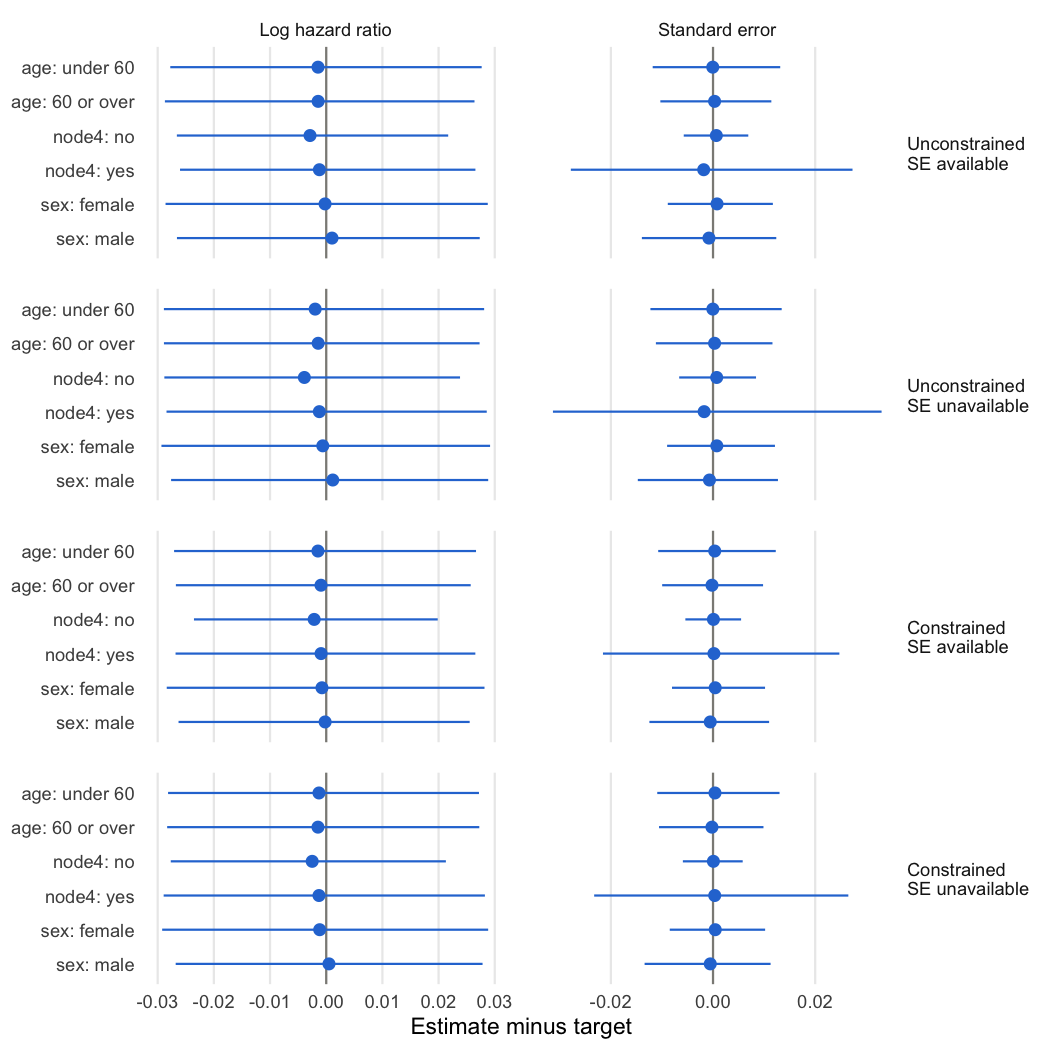 Log hazard ratio
Standard error
age: under 60
age: 60 or over
node4: no
node4: yes
sex: female
sex: male
Unconstrained
SE available
age: under 60
age: 60 or over
node4: no
node4: yes
sex: female
sex: male
Unconstrained
SE unavailable
age: under 60
age: 60 or over
node4: no
node4: yes
sex: female
sex: male
Constrained
SE available
age: under 60
age: 60 or over
node4: no
node4: yes
sex: female
sex: male
Constrained
SE unavailable
-0.03 -0.02 -0.01 0.00 0.01 0.02 0.03
-0.02 0.00 0.02
Estimate minus target